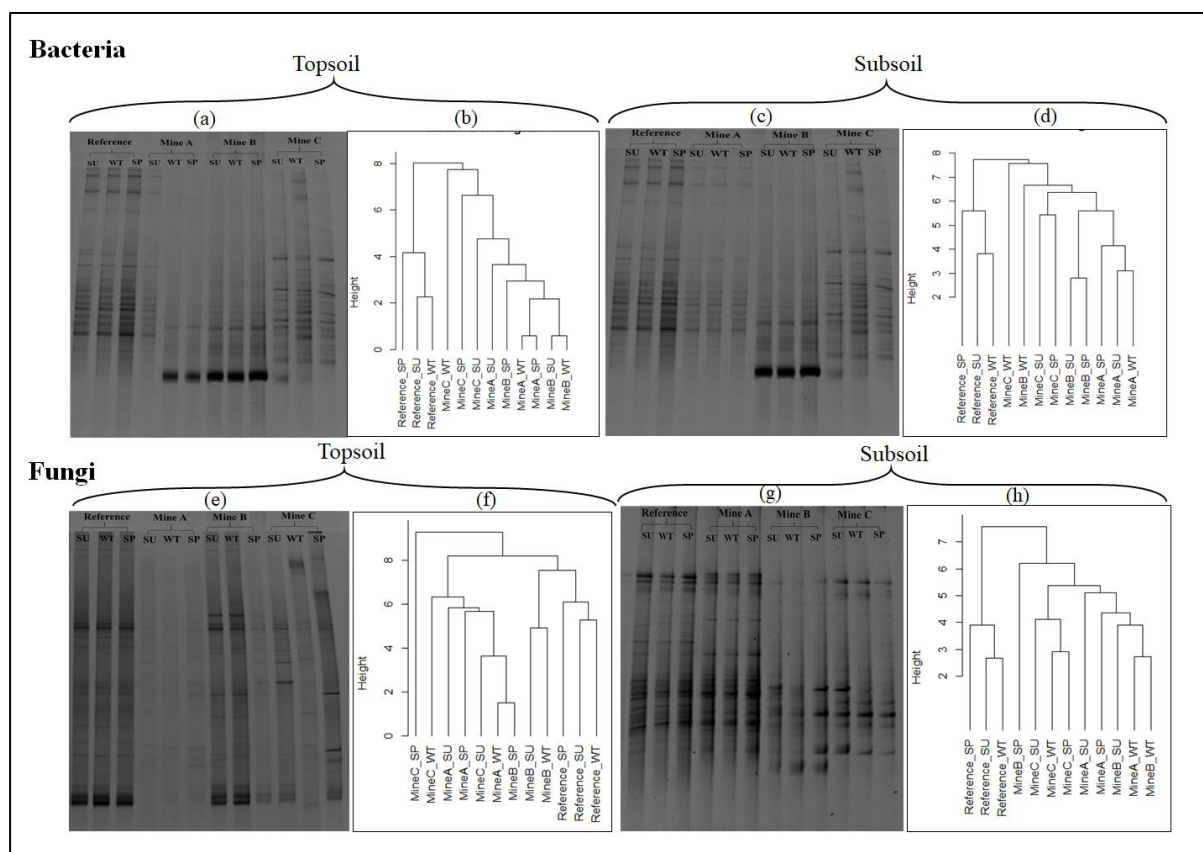 Bacteria
Topsoil
Subsoil
(a)
(b)
(c)
(d)
Reference Mine A Mine B Mine C
SU WT SP SU WT SP SU WT SP SU WT SP
Height
0 2 4 6 8
Reference_SP
Reference_SU
Reference_WT
MineC_WT
MineC_SP
MineC_SU
MineA_SU
MineB_SP
MineA_WT
MineA_SP
MineB_SU
MineB_WT
Reference Mine A Mine B Mine C
SU WT SP SU WT SP SU WT SP SU WT SP
Height
2 3 4 5 6 7 8
Reference_SP
Reference_SU
Reference_WT
MineC_WT
MineB_WT
MineC_SU
MineC_SP
MineB_SU
MineB_SP
MineA_SP
MineA_SU
MineA_WT
Fungi
Topsoil
Subsoil
(e)
(f)
(g)
(h)
Reference Mine A Mine B Mine C
SU WT SP SU WT SP SU WT SP SU WT SP
Height
0 2 4 6 8
MineC_SP
MineC_WT
MineA_SU
MineA_SP
MineC_SU
MineA_WT
MineB_SP
MineB_SU
MineB_WT
Reference_SP
Reference_SU
Reference_WT
Reference Mine A Mine B Mine C
SU WT SP SU WT SP SU WT SP SU WT SP
Height
2 3 4 5 6 7
Reference_SP
Reference_SU
Reference_WT
MineB_SP
MineC_SU
MineC_WT
MineC_SP
MineA_SU
MineA_SP
MineB_SU
MineA_WT
MineB_WT